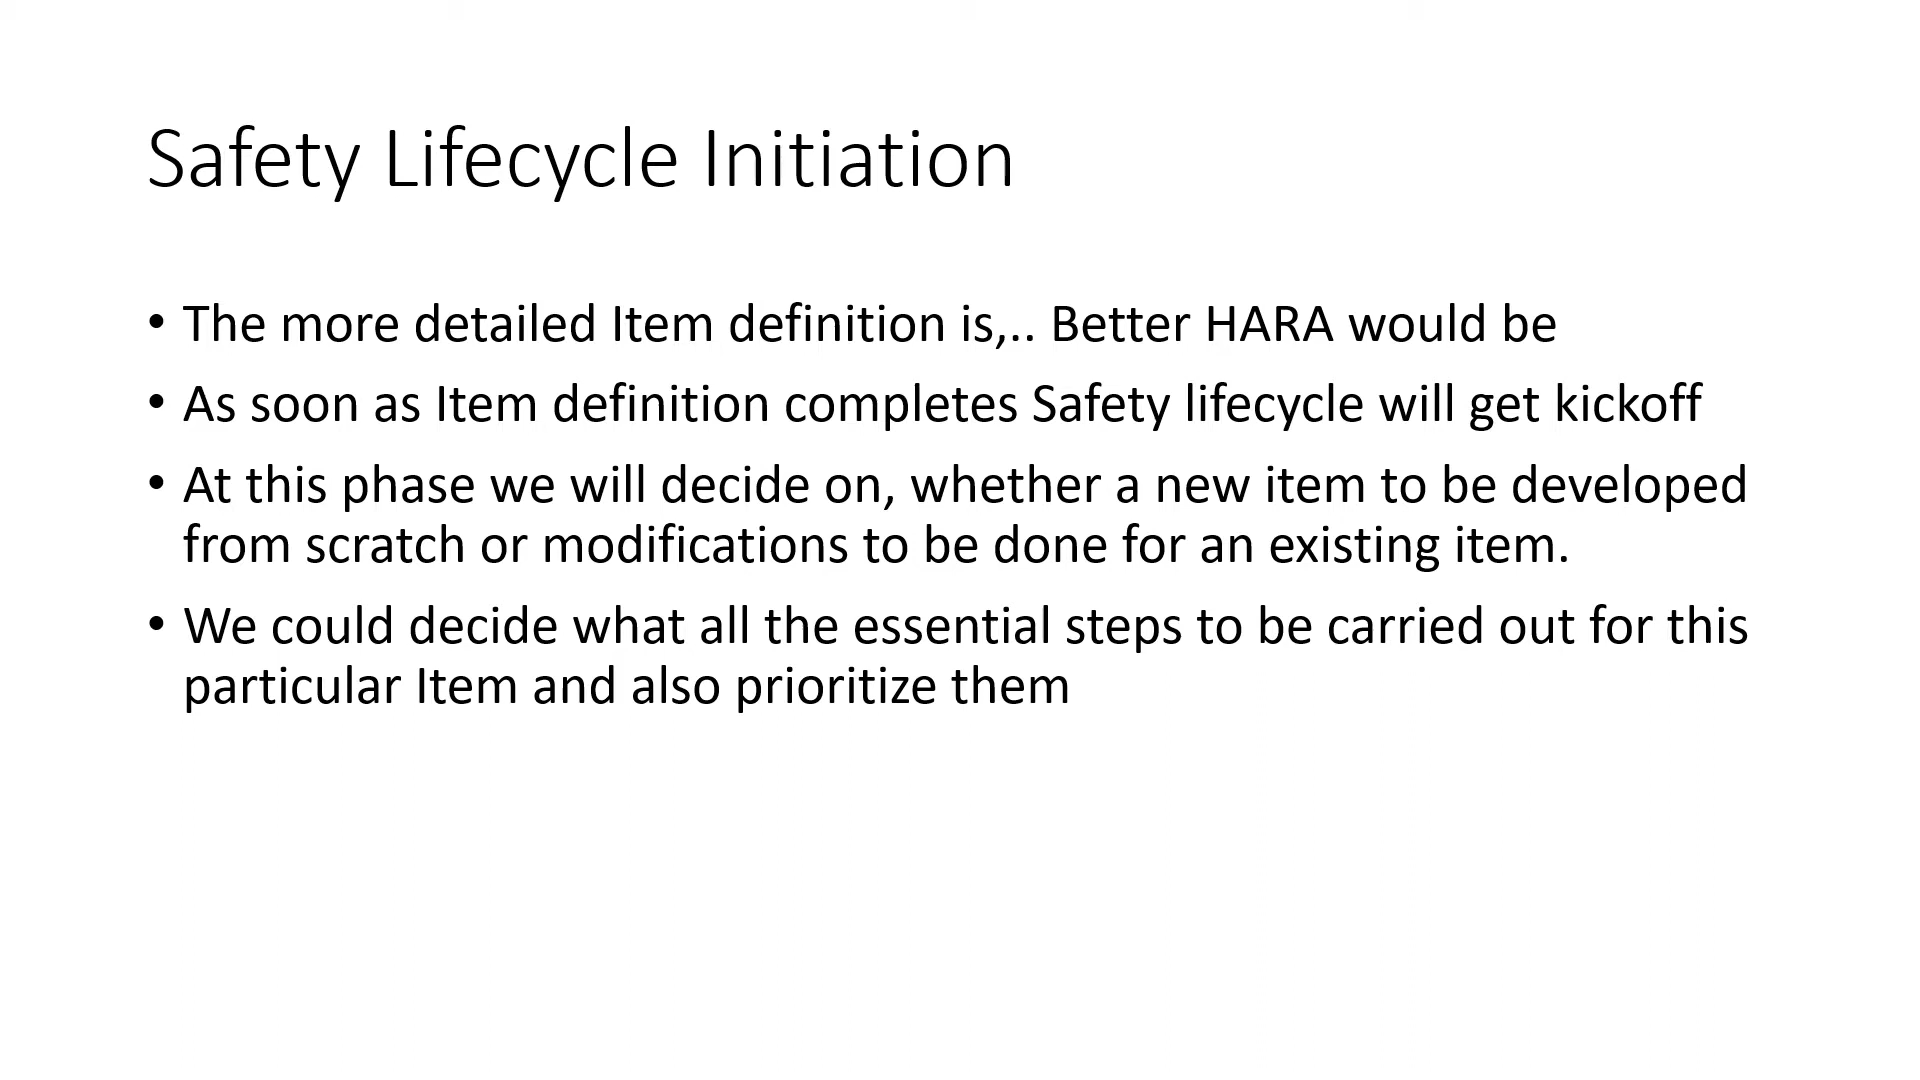 Safety Lifecycle Initiation
• The more detailed Item definition is,.. Better HARA would be
• As soon as Item definition completes Safety lifecycle will get kickoff
• At this phase we will decide on, whether a new item to be developed
from scratch or modifications to be done for an existing item.
• We could decide what all the essential steps to be carried out for this
particular Item and also prioritize them